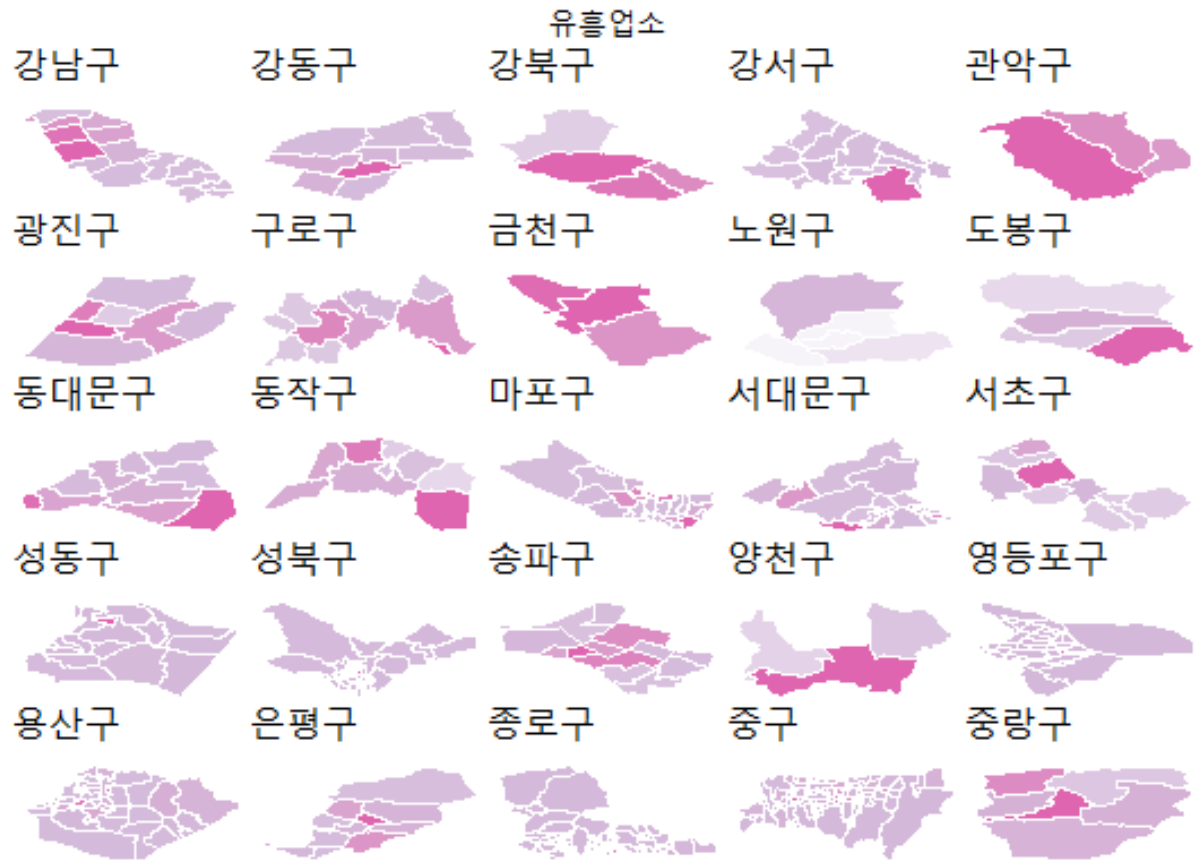 유흥업소
강남구 강동구 강북구 강서구 관악구
광진구 구로구 금천구 노원구 도봉구
동대문구 동작구 마포구 서대문구 서초구
성동구 성북구 송파구 양천구 영등포구
용산구 은평구 종로구 중구 중랑구